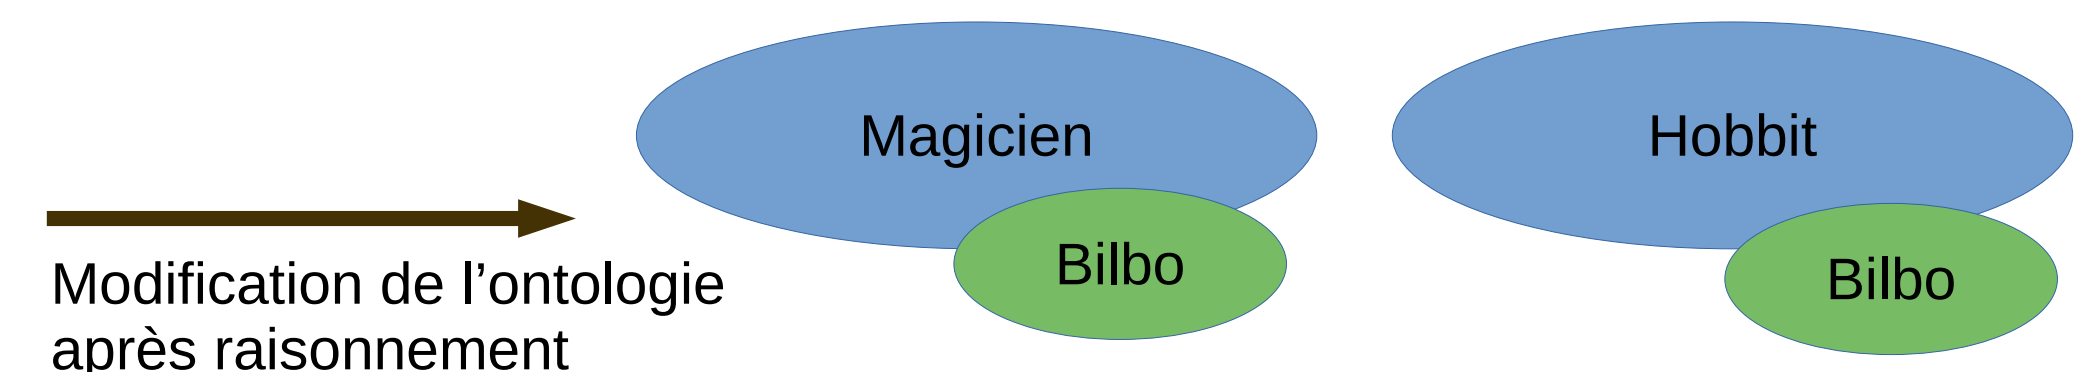 Magicien
Hobbit
Bilbo
Bilbo
Modification de l’ontologie
après raisonnement